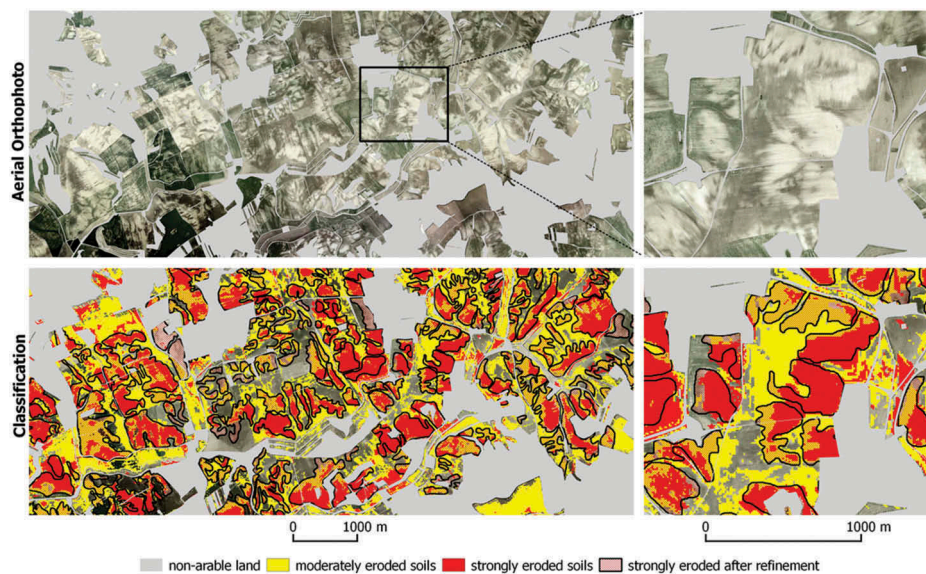 Aerial Orthophoto
Classification
0 1000 m
0 1000 m
non-arable land moderately eroded soils strongly eroded soils strongly eroded after refinement